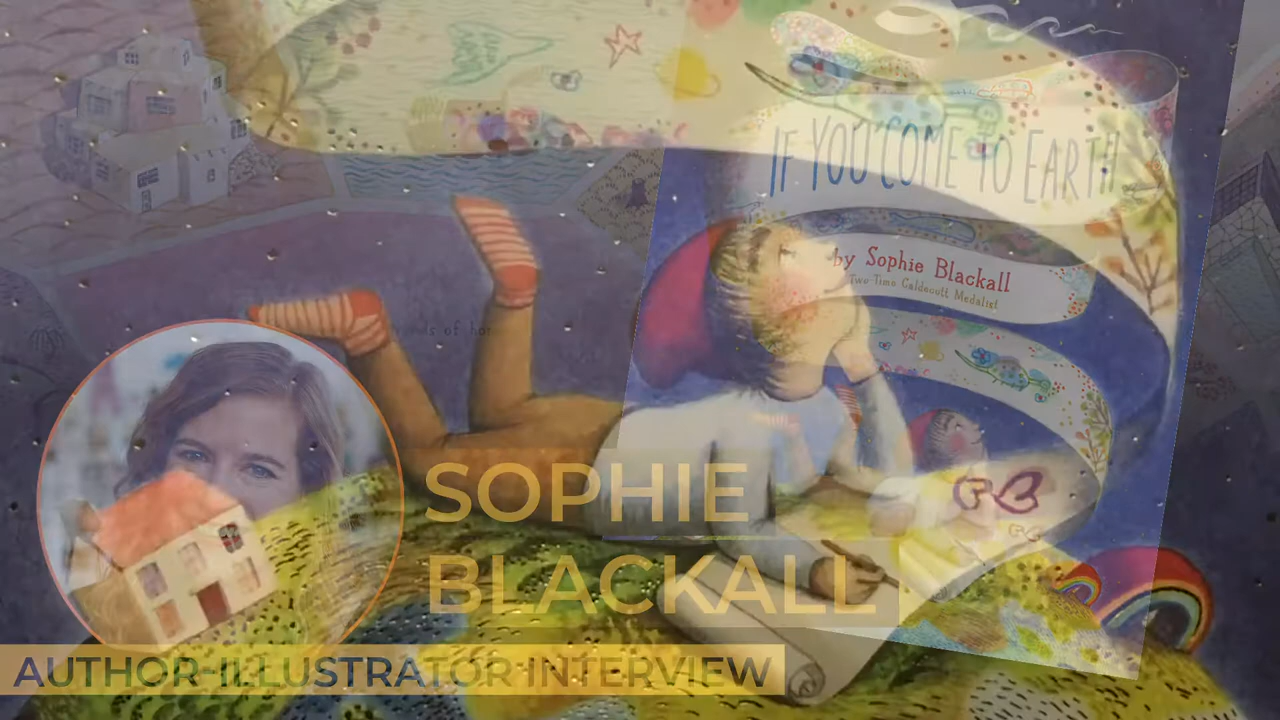 IF YOU COME TO EARTH
by Sophie Blackall
Two-Time Caldecott Medalist
SOPHIE
BLACKALL
AUTHOR-ILLUSTRATOR INTERVIEW